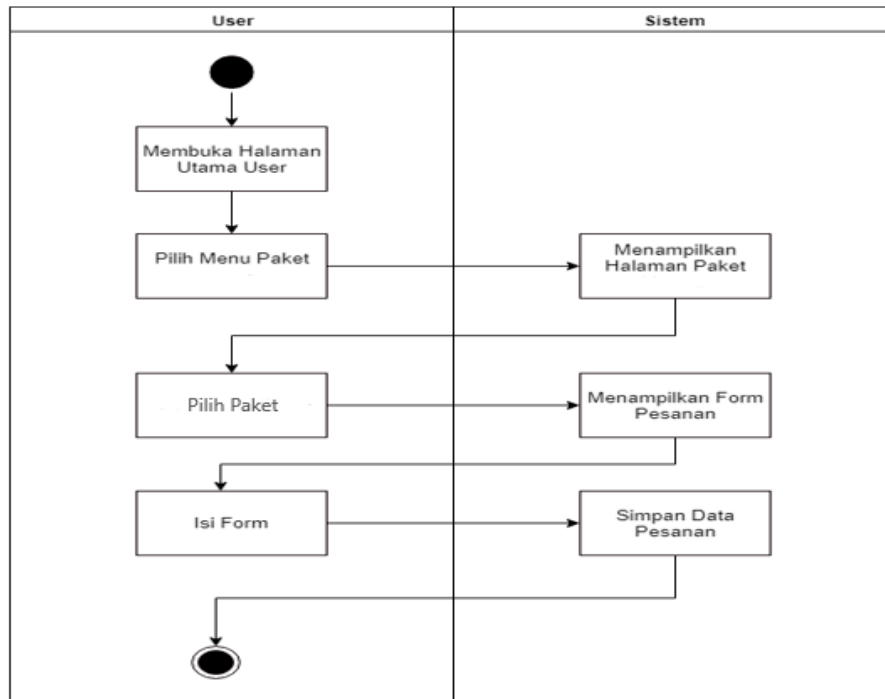 User
Sistem
Membuka Halaman
Utama User
Pilih Menu Paket
Menampilkan
Halaman Paket
Pilih Paket
Menampilkan Form
Pesanan
Isi Form
Simpan Data
Pesanan